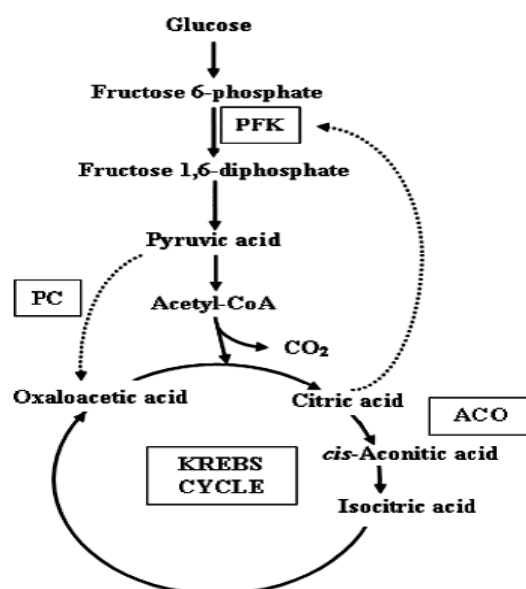 Glucose
Fructose 6-phosphate
PFK
Fructose 1,6-diphosphate
Pyruvic acid
PC
Acetyl-CoA
CO₂
Oxaloacetic acid
Citric acid
ACO
cis-Aconitic acid
KREBS
CYCLE
Isocitric acid